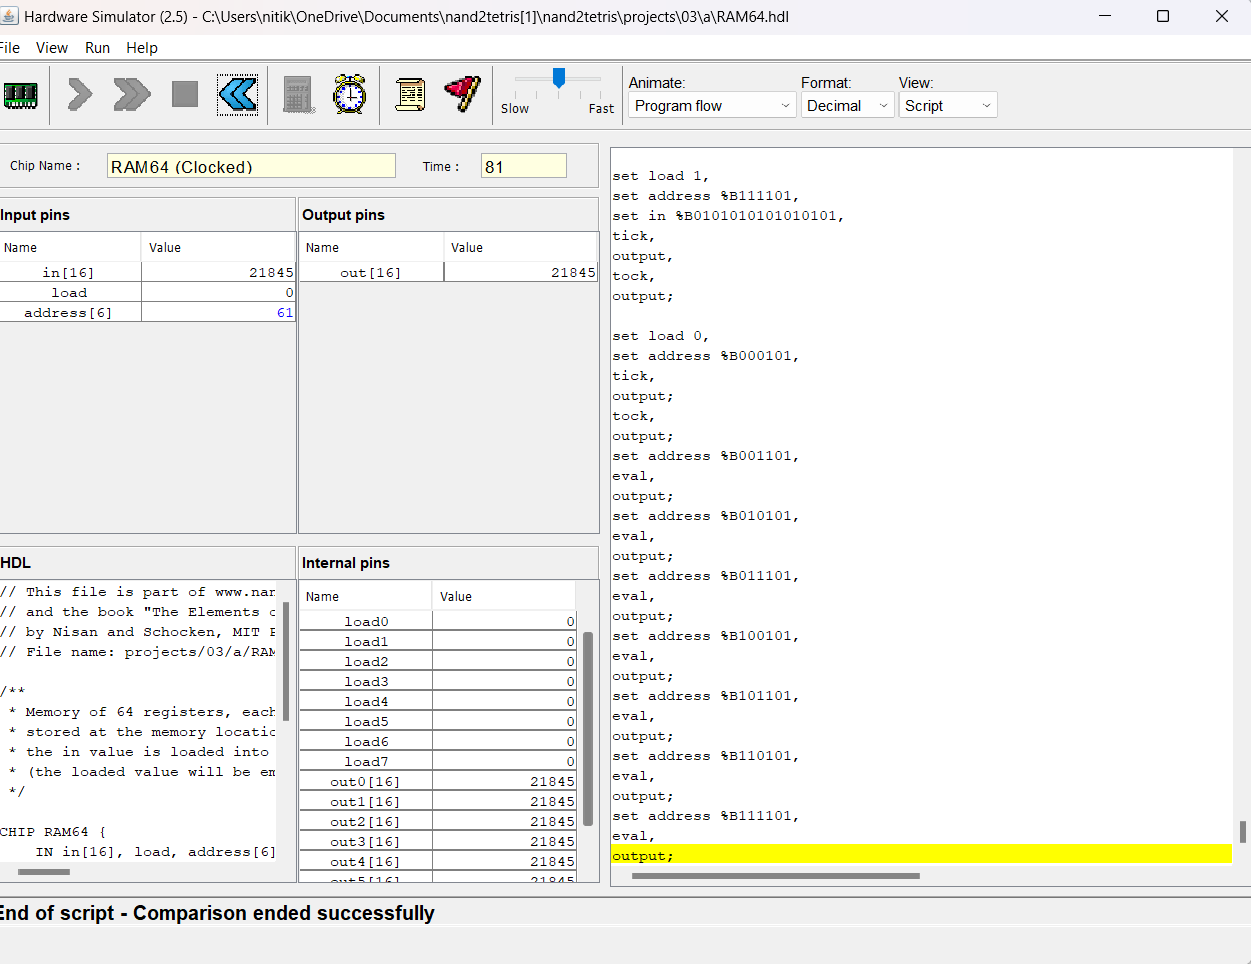 Hardware Simulator (2.5) - C:\Users\nitik\OneDrive\Documents\nand2tetris[1]\nand2tetris\projects\03\a\RAM64.hdl
File View Run Help
Slow Fast
Animate: Format: View:
Program flow Decimal Script
Chip Name : RAM64 (Clocked) Time : 81
Input pins
Name Value
in[16] 21845
load 0
address[6] 61
Output pins
Name Value
out[16] 21845
HDL
// This file is part of www.nan
// and the book "The Elements o
// by Nisan and Schocken, MIT P
// File name: projects/03/a/RAM
/**
* Memory of 64 registers, each
* stored at the memory locatio
* the in value is loaded into
* (the loaded value will be em
*/
CHIP RAM64 {
IN in[16], load, address[6]
Internal pins
Name Value
load0 0
load1 0
load2 0
load3 0
load4 0
load5 0
load6 0
load7 0
out0[16] 21845
out1[16] 21845
out2[16] 21845
out3[16] 21845
out4[16] 21845
out5[16] 21845
set load 1,
set address %B111101,
set in %B0101010101010101,
tick,
output,
tock,
output;
set load 0,
set address %B000101,
tick,
output;
tock,
output;
set address %B001101,
eval,
output;
set address %B010101,
eval,
output;
set address %B011101,
eval,
output;
set address %B100101,
eval,
output;
set address %B101101,
eval,
output;
set address %B110101,
eval,
output;
set address %B111101,
eval,
output;
End of script - Comparison ended successfully